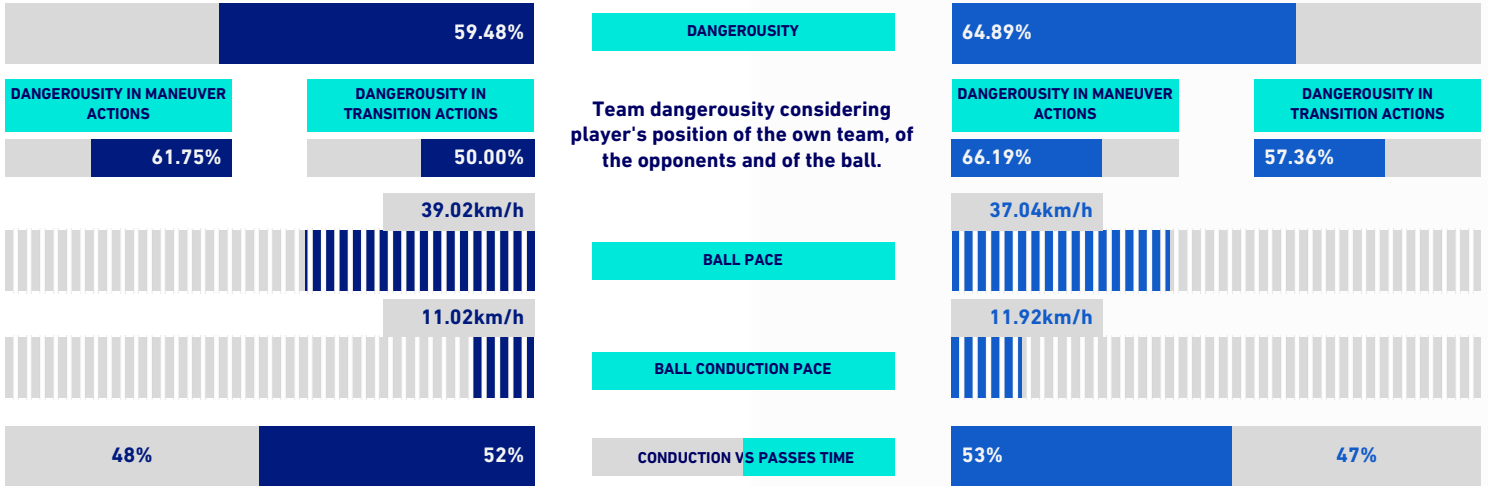 59.48%
DANGEROUSITY
64.89%
DANGEROUSITY IN MANEUVER
ACTIONS
DANGEROUSITY IN
TRANSITION ACTIONS
Team dangerousity considering
player's position of the own team, of
the opponents and of the ball.
DANGEROUSITY IN MANEUVER
ACTIONS
DANGEROUSITY IN
TRANSITION ACTIONS
61.75%
50.00%
66.19%
57.36%
39.02km/h
37.04km/h
BALL PACE
11.02km/h
11.92km/h
BALL CONDUCTION PACE
48%
52%
CONDUCTION VS PASSES TIME
53%
47%